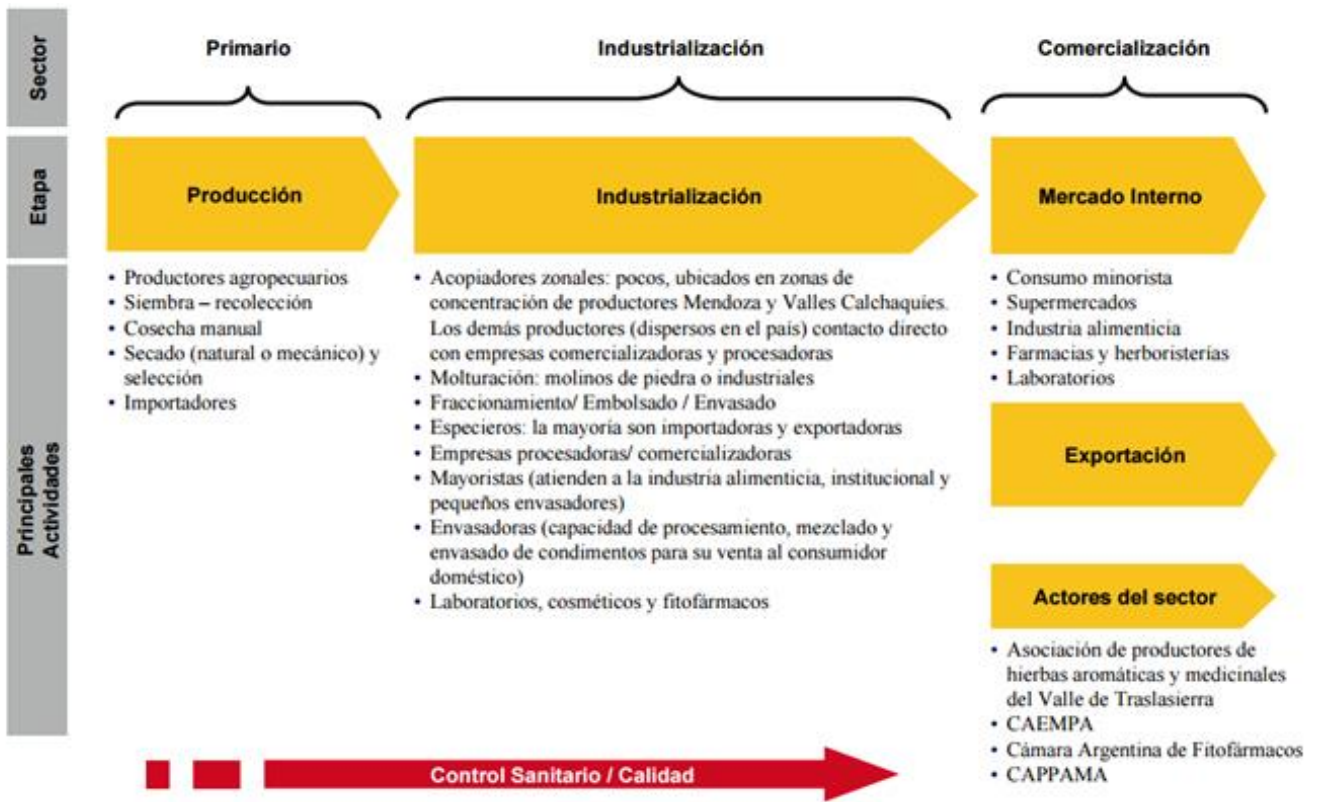 Sector
Primario
Industrialización
Comercialización
Etapa
Producción
Industrialización
Mercado Interno
Principales
Actividades
• Productores agropecuarios
• Siembra – recolección
• Cosecha manual
• Secado (natural o mecánico) y
selección
• Importadores
• Acopiadores zonales: pocos, ubicados en zonas de
concentración de productores Mendoza y Valles Calchaquíes.
Los demás productores (dispersos en el país) contacto directo
con empresas comercializadoras y procesadoras
• Molturación: molinos de piedra o industriales
• Fraccionamiento/ Embolsado / Envasado
• Especieros: la mayoría son importadoras y exportadoras
• Empresas procesadoras/ comercializadoras
• Mayoristas (atienden a la industria alimenticia, institucional y
pequeños envasadores)
• Envasadoras (capacidad de procesamiento, mezclado y
envasado de condimentos para su venta al consumidor
doméstico)
• Laboratorios, cosméticos y fitofármacos
• Consumo minorista
• Supermercados
• Industria alimenticia
• Farmacias y herboristerías
• Laboratorios
Exportación
Actores del sector
• Asociación de productores de
hierbas aromáticas y medicinales
del Valle de Traslasierra
• CAEMPA
• Cámara Argentina de Fitofármacos
• CAPPAMA
Control Sanitario / Calidad